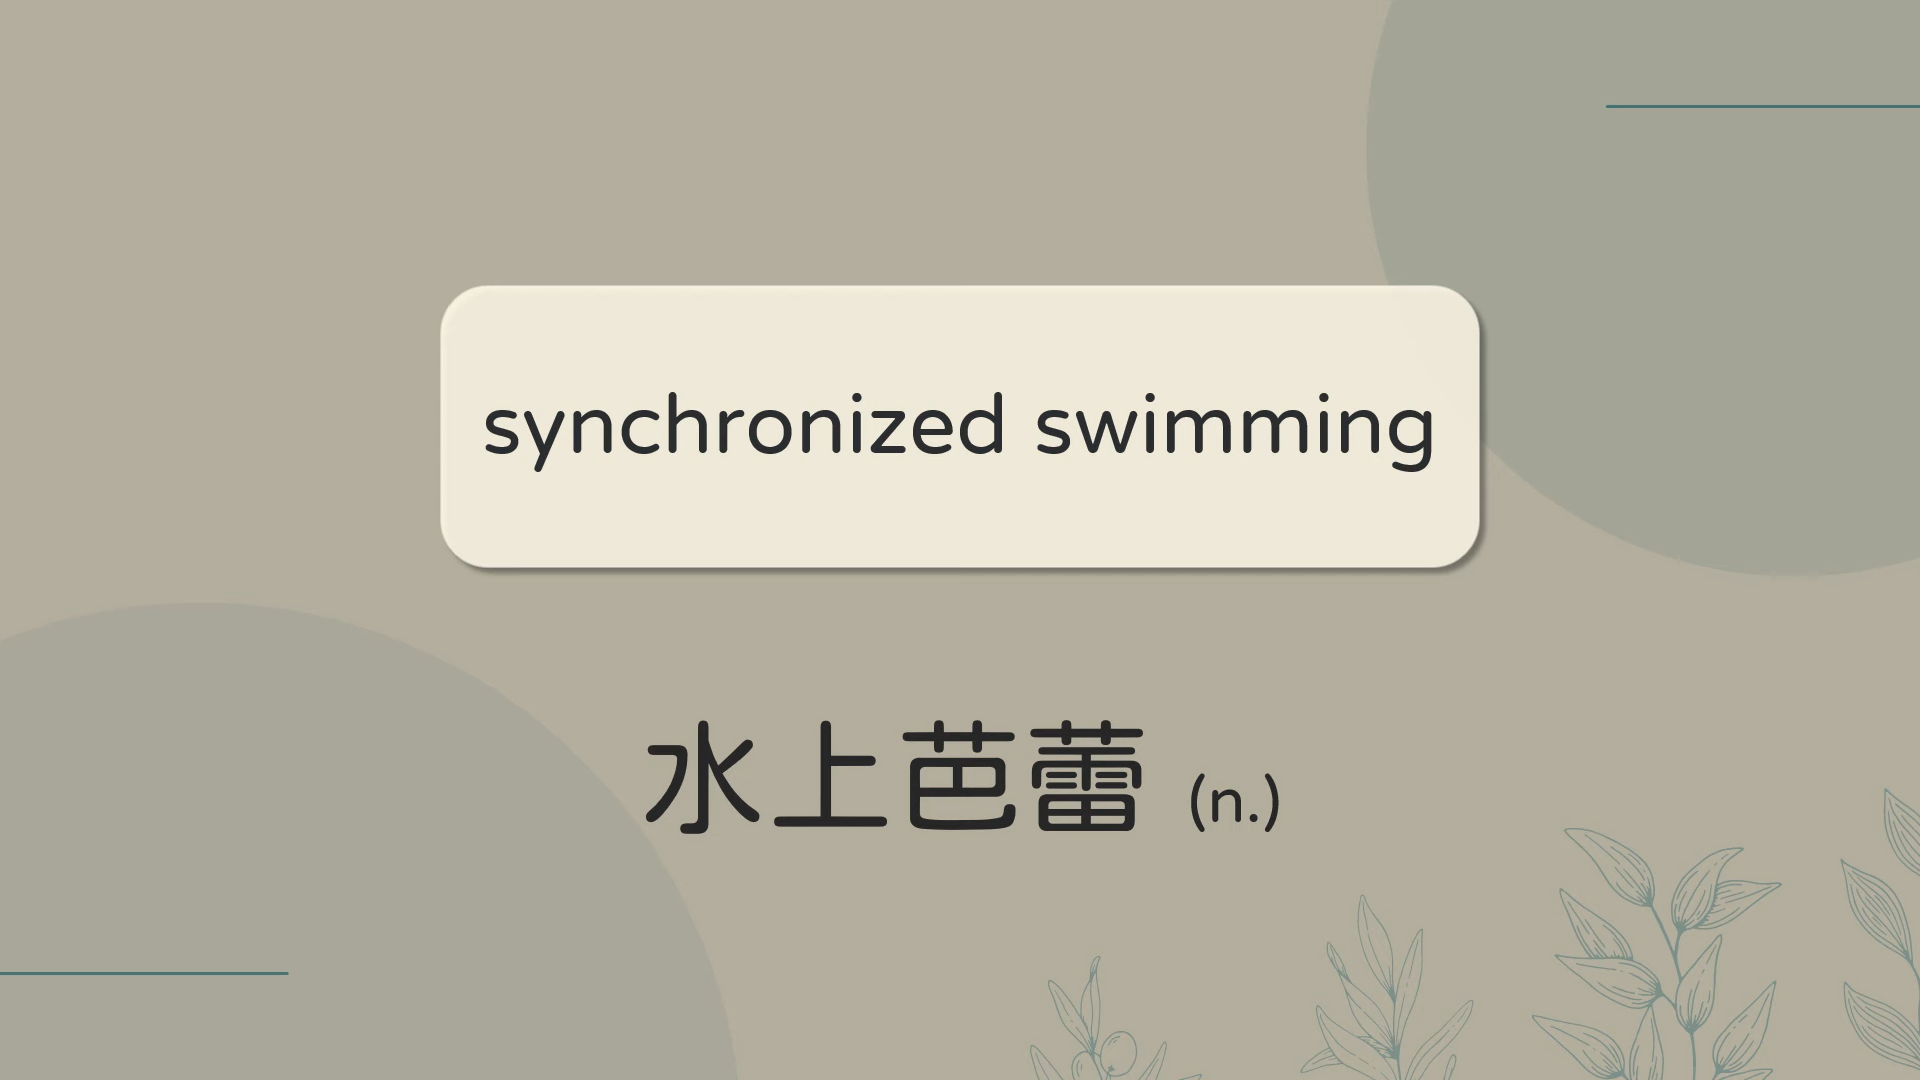 synchronized swimming
水上芭蕾 (n.)